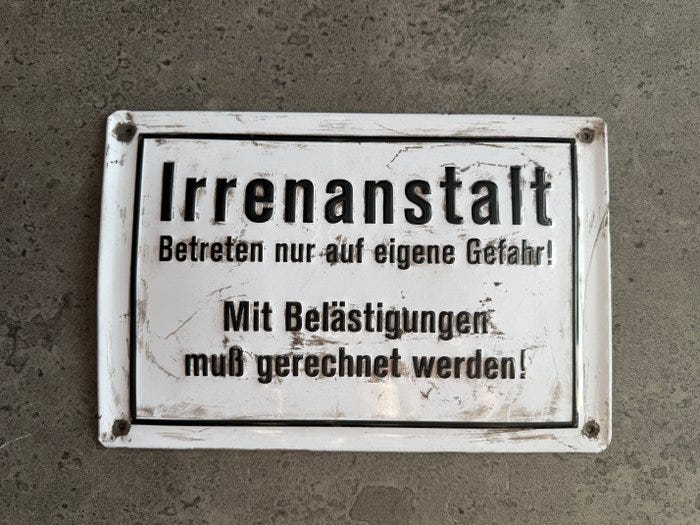 Irrenanstalt
Betreten nur auf eigene Gefahr!
Mit Belästigungen
muß gerechnet werden!